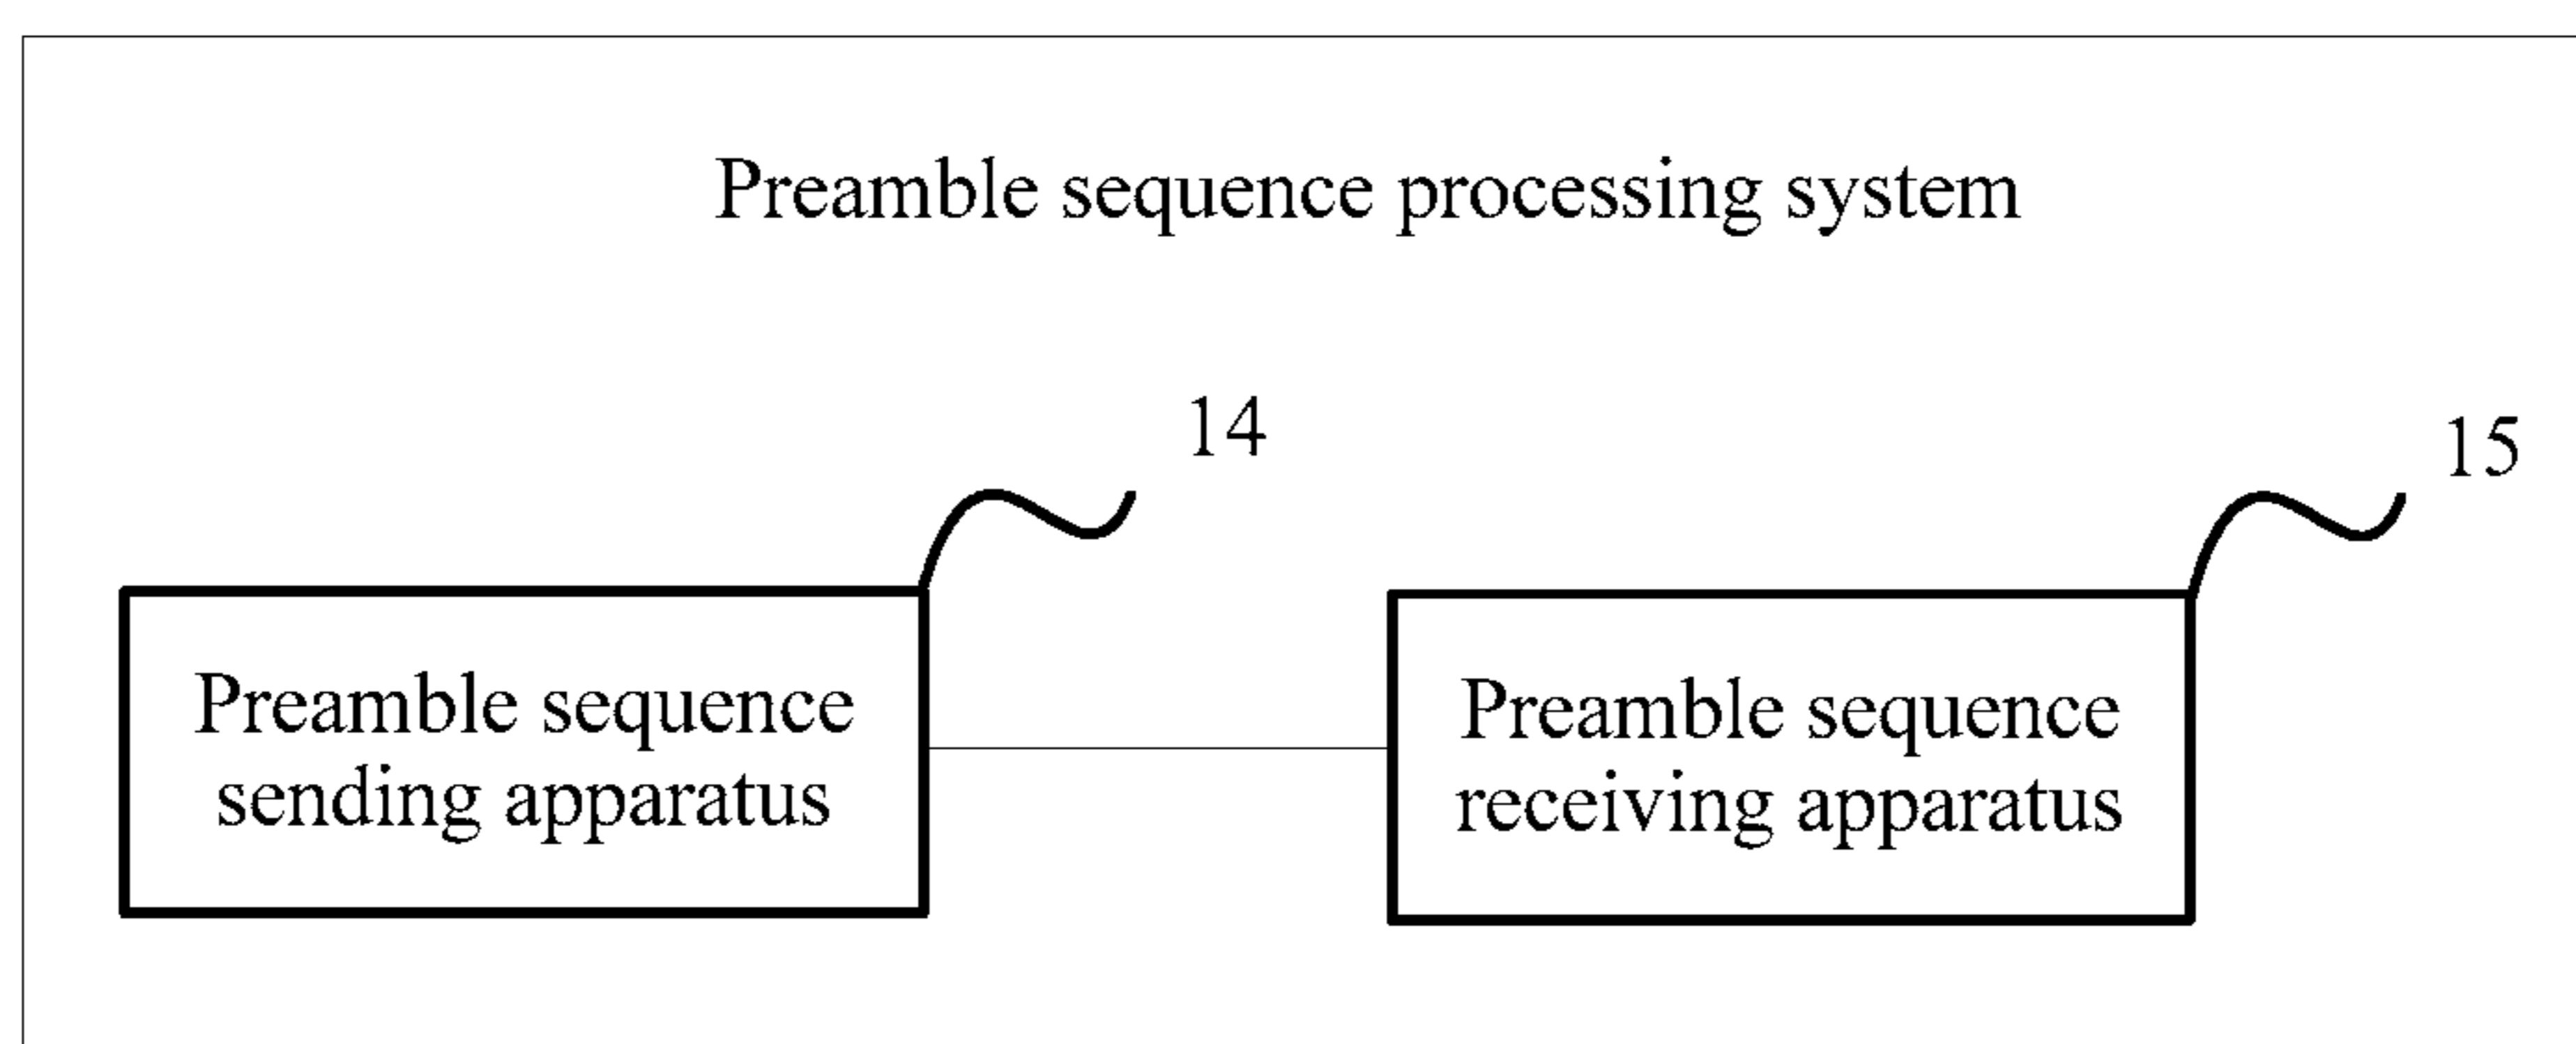 Preamble sequence processing system
14
15
Preamble sequence
sending apparatus
Preamble sequence
receiving apparatus